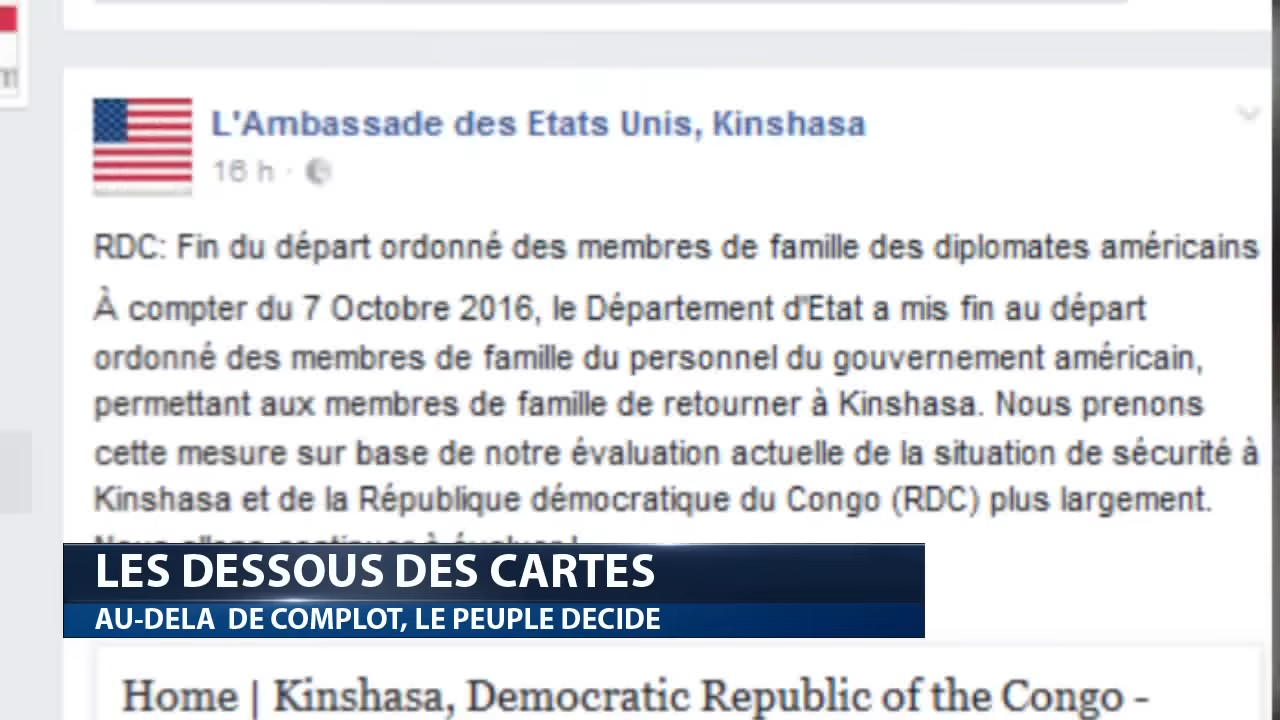 L'Ambassade des Etats Unis, Kinshasa
16 h ·
RDC: Fin du départ ordonné des membres de famille des diplomates américains
À compter du 7 Octobre 2016, le Département d'Etat a mis fin au départ
ordonné des membres de famille du personnel du gouvernement américain,
permettant aux membres de famille de retourner à Kinshasa. Nous prenons
cette mesure sur base de notre évaluation actuelle de la situation de sécurité à
Kinshasa et de la République démocratique du Congo (RDC) plus largement.
LES DESSOUS DES CARTES
AU-DELA DE COMPLOT, LE PEUPLE DECIDE
Home | Kinshasa, Democratic Republic of the Congo -